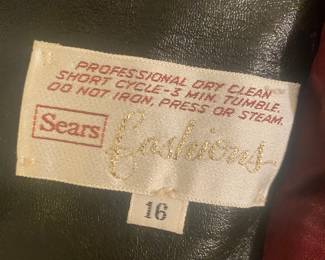 PROFESSIONAL DRY CLEAN
SHORT CYCLE-3 MIN. TUMBLE.
DO NOT IRON, PRESS OR STEAM.
Sears Fashions
16